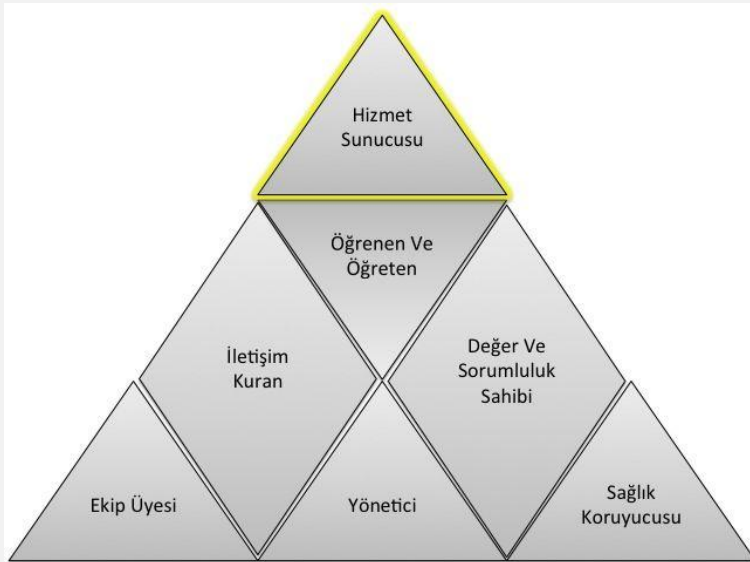 Hizmet
Sunucusu
Öğrenen Ve
Öğreten
İletişim
Kuran
Değer Ve
Sorumluluk
Sahibi
Ekip Üyesi
Yönetici
Sağlık
Koruyucusu